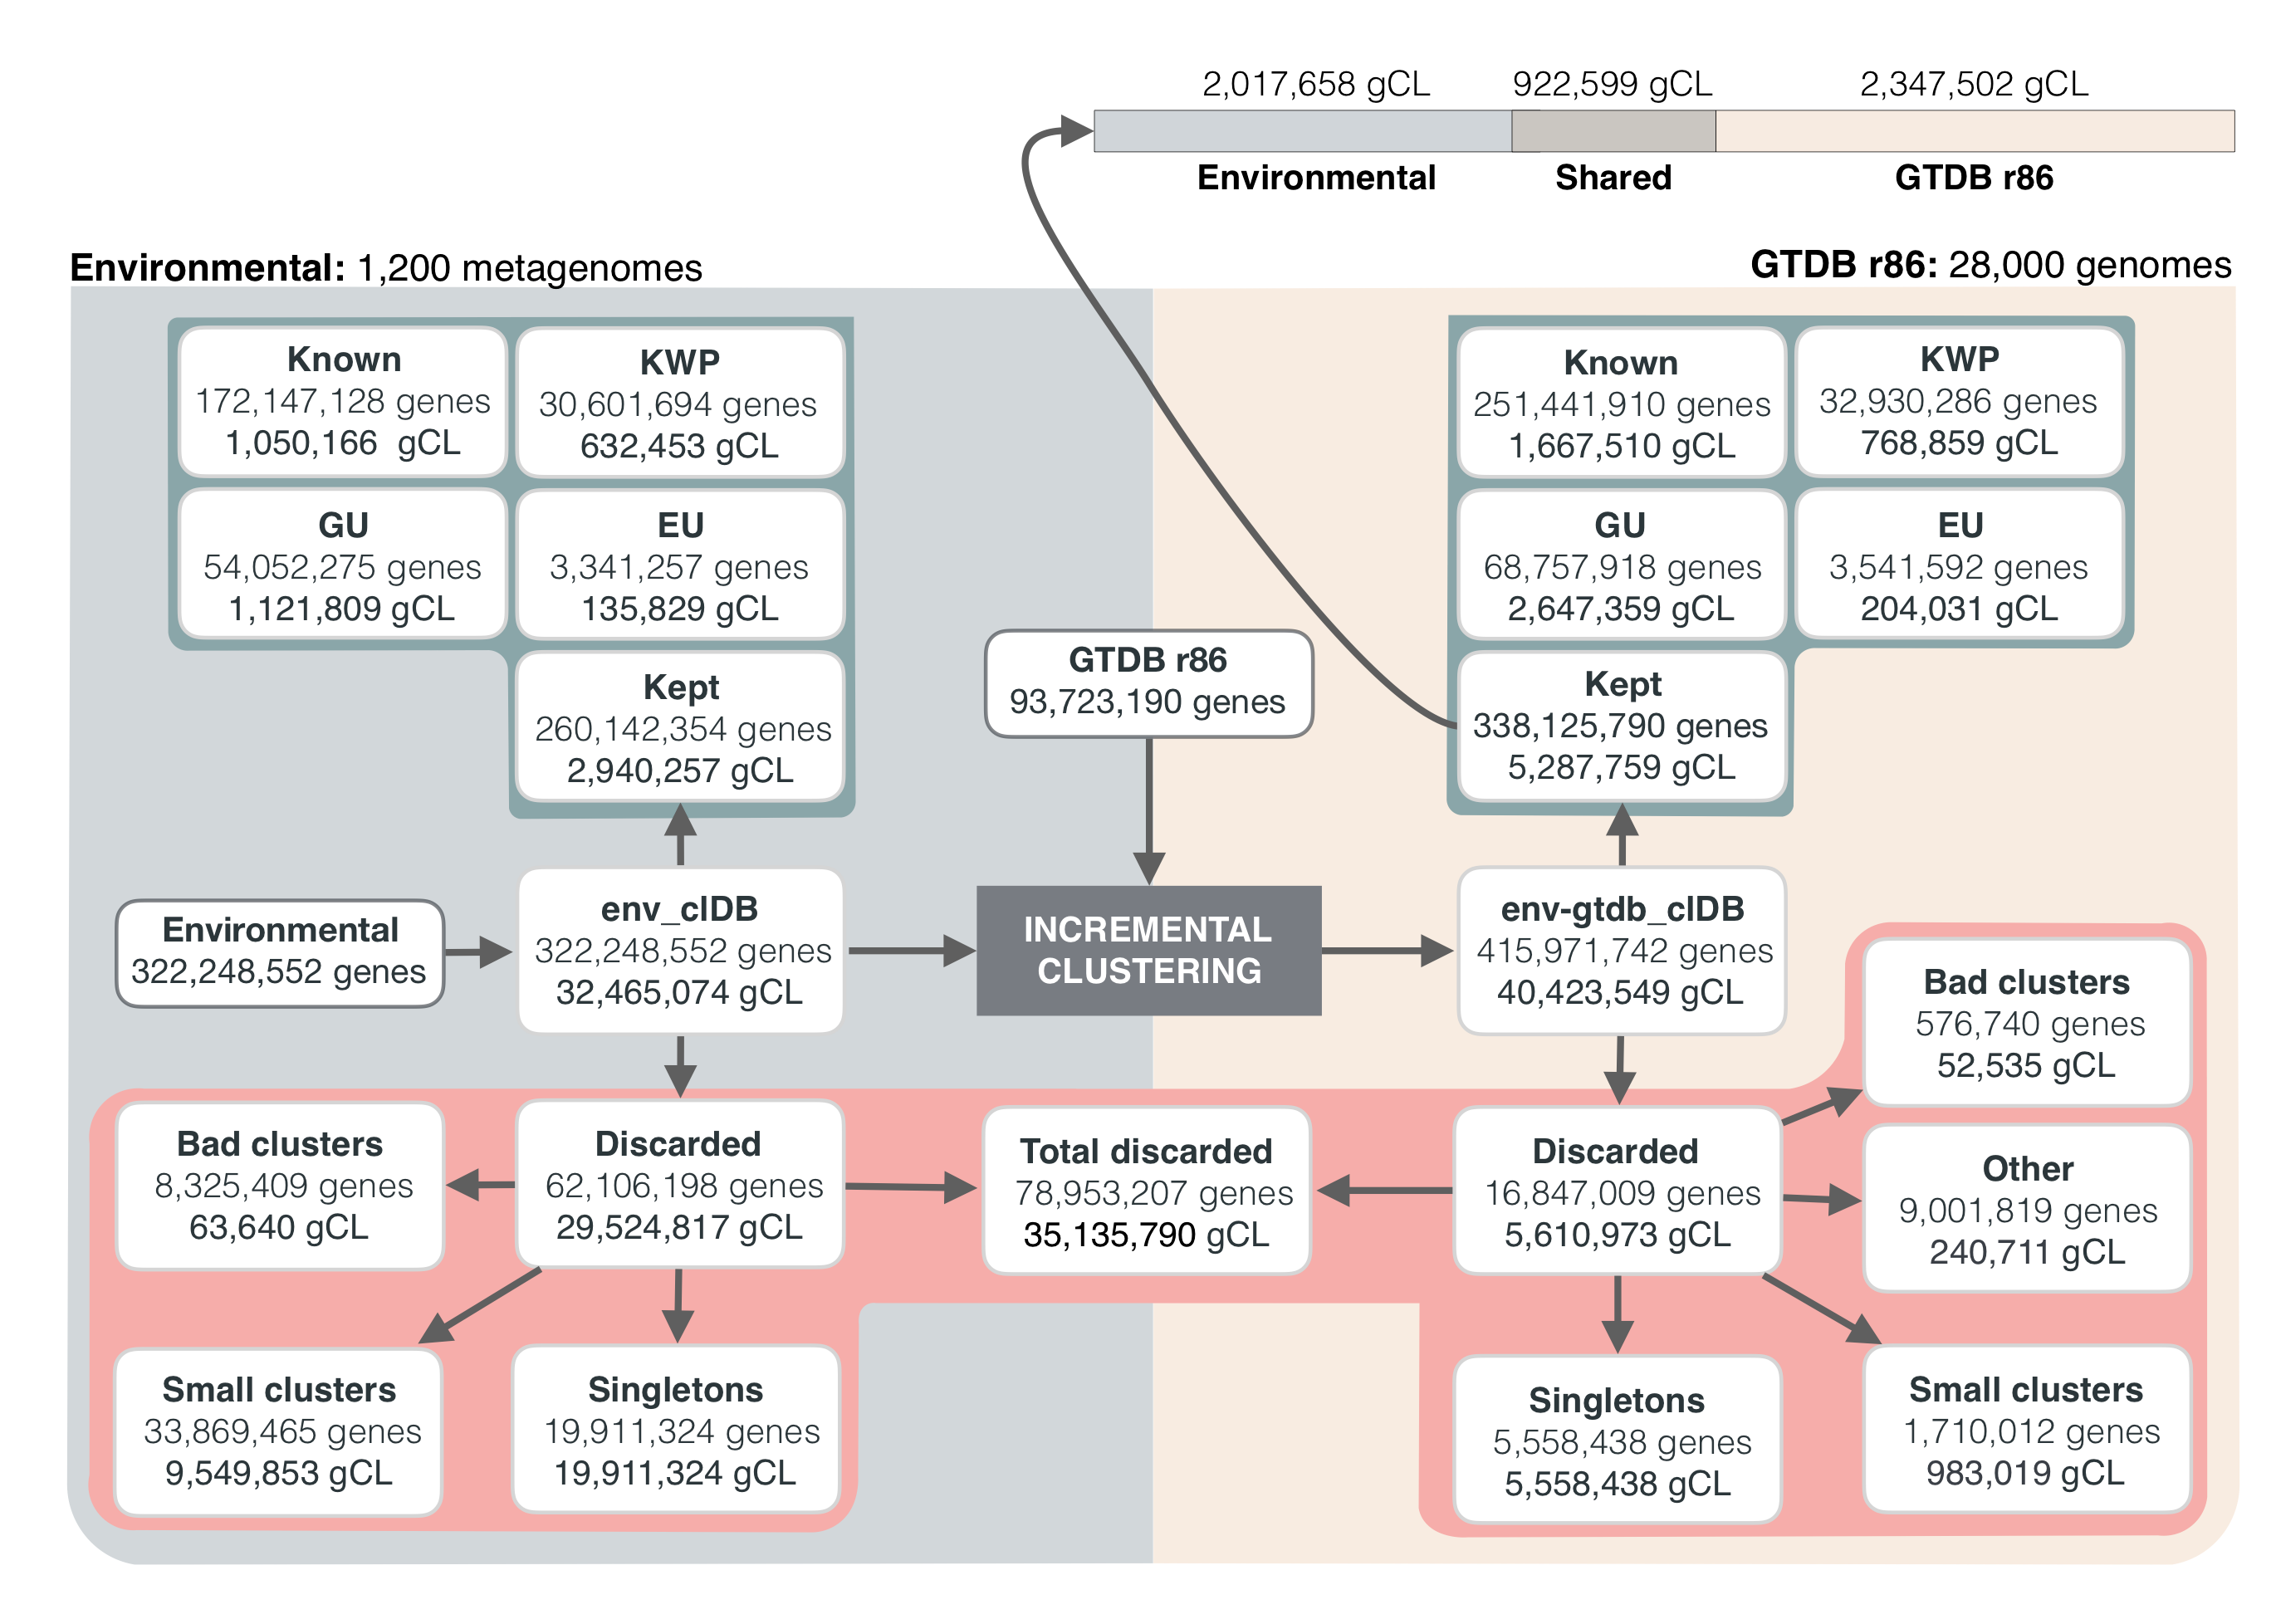 2,017,658 gCL
922,599 gCL
2,347,502 gCL
Environmental
Shared
GTDB r86
Environmental: 1,200 metagenomes
GTDB r86: 28,000 genomes
Known
172,147,128 genes
1,050,166 gCL
KWP
30,601,694 genes
632,453 gCL
GU
54,052,275 genes
1,121,809 gCL
EU
3,341,257 genes
135,829 gCL
Kept
260,142,354 genes
2,940,257 gCL
GTDB r86
93,723,190 genes
Known
251,441,910 genes
1,667,510 gCL
KWP
32,930,286 genes
768,859 gCL
GU
68,757,918 genes
2,647,359 gCL
EU
3,541,592 genes
204,031 gCL
Kept
338,125,790 genes
5,287,759 gCL
Environmental
322,248,552 genes
env_clDB
322,248,552 genes
32,465,074 gCL
INCREMENTAL
CLUSTERING
env-gtdb_clDB
415,971,742 genes
40,423,549 gCL
Bad clusters
576,740 genes
52,535 gCL
Bad clusters
8,325,409 genes
63,640 gCL
Discarded
62,106,198 genes
29,524,817 gCL
Total discarded
78,953,207 genes
35,135,790 gCL
Discarded
16,847,009 genes
5,610,973 gCL
Other
9,001,819 genes
240,711 gCL
Small clusters
33,869,465 genes
9,549,853 gCL
Singletons
19,911,324 genes
19,911,324 gCL
Singletons
5,558,438 genes
5,558,438 gCL
Small clusters
1,710,012 genes
983,019 gCL